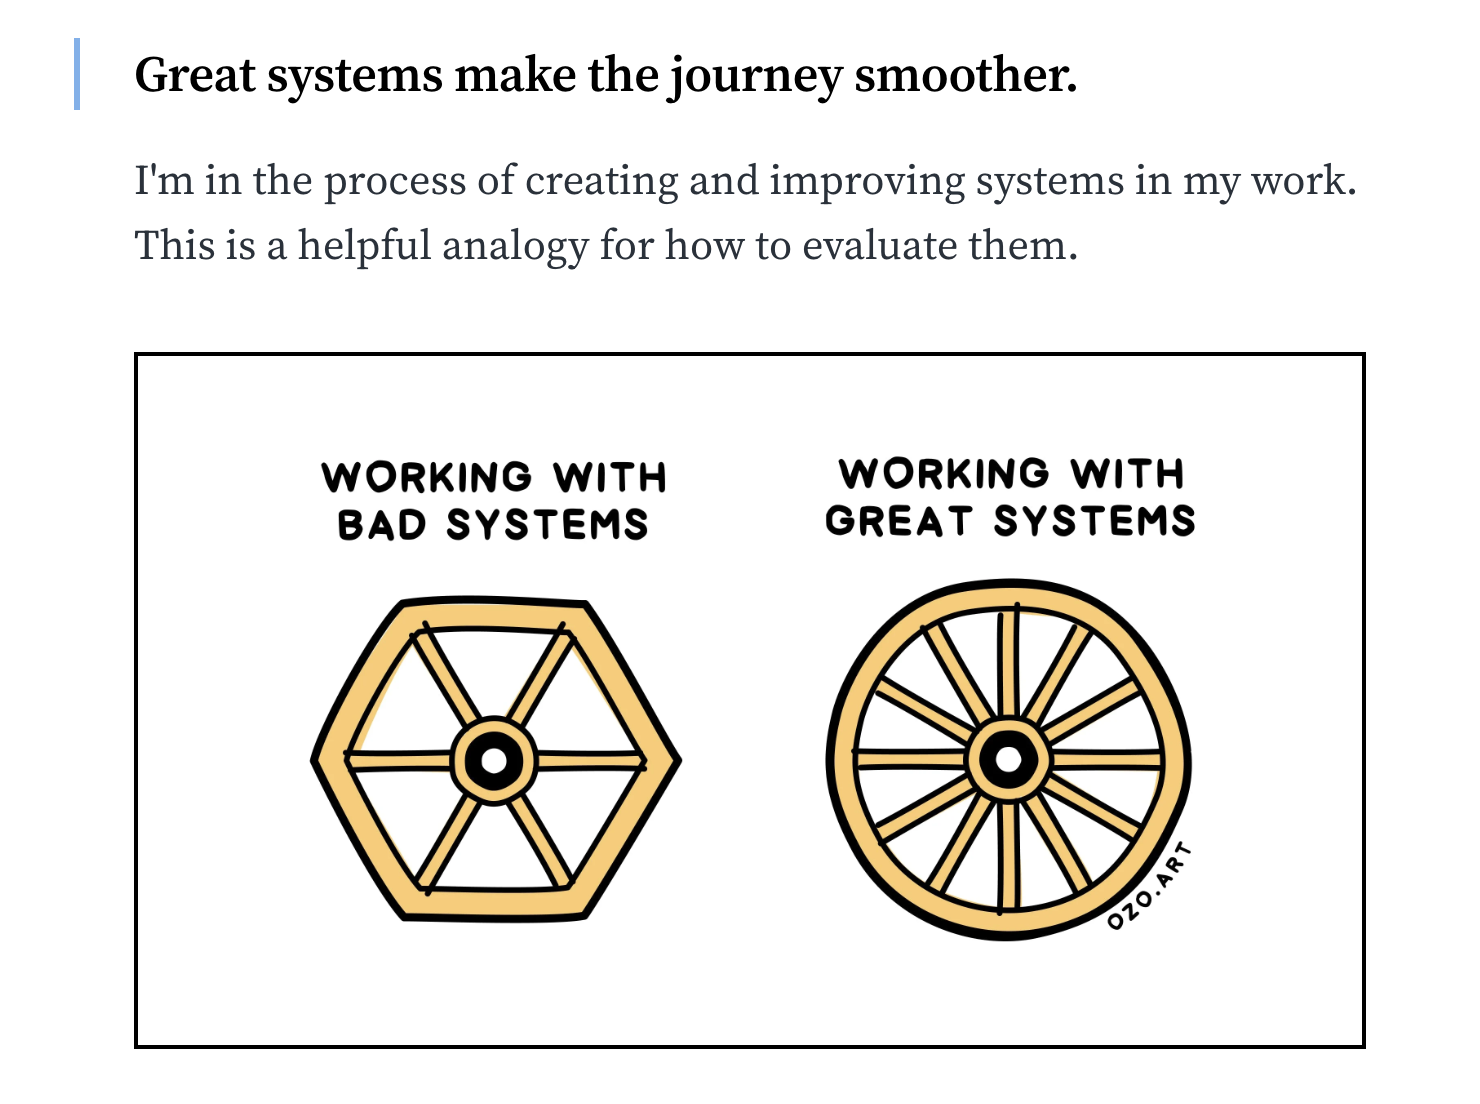 Great systems make the journey smoother.
I'm in the process of creating and improving systems in my work.
This is a helpful analogy for how to evaluate them.
WORKING WITH
BAD SYSTEMS
WORKING WITH
GREAT SYSTEMS
OZO.ART